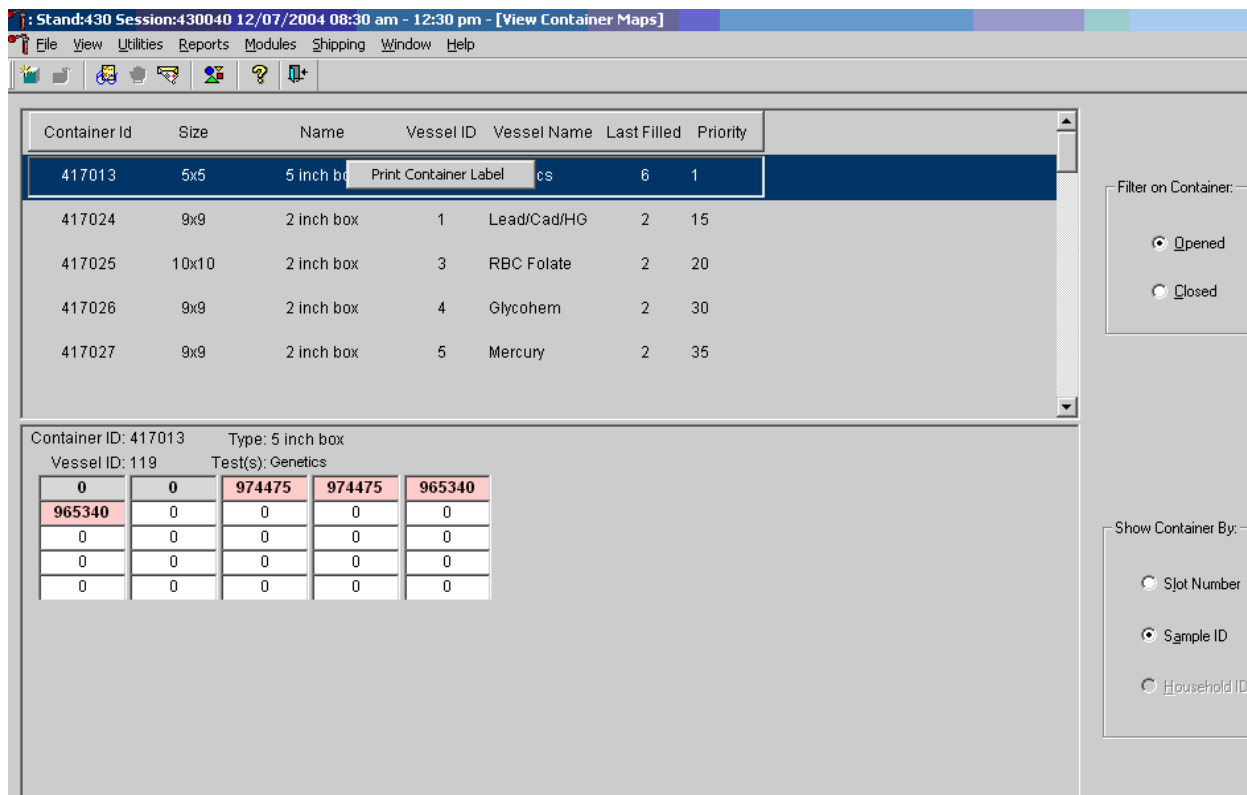 : Stand:430 Session:430040 12/07/2004 08:30 am - 12:30 pm - [View Container Maps]
File View Utilities Reports Modules Shipping Window Help
Container Id Size Name Vessel ID Vessel Name Last Filled Priority
417013 5x5 5 inch Print Container Label cs 6 1
417024 9x9 2 inch box 1 Lead/Cad/HG 2 15
417025 10x10 2 inch box 3 RBC Folate 2 20
417026 9x9 2 inch box 4 Glycohem 2 30
417027 9x9 2 inch box 5 Mercury 2 35
Filter on Container:
Opened
Closed
Container ID: 417013 Type: 5 inch box
Vessel ID: 119 Test(s): Genetics
0 0 974475 974475 965340
965340 0 0 0 0
0 0 0 0 0
0 0 0 0 0
0 0 0 0 0
Show Container By:
Slot Number
Sample ID
Household ID